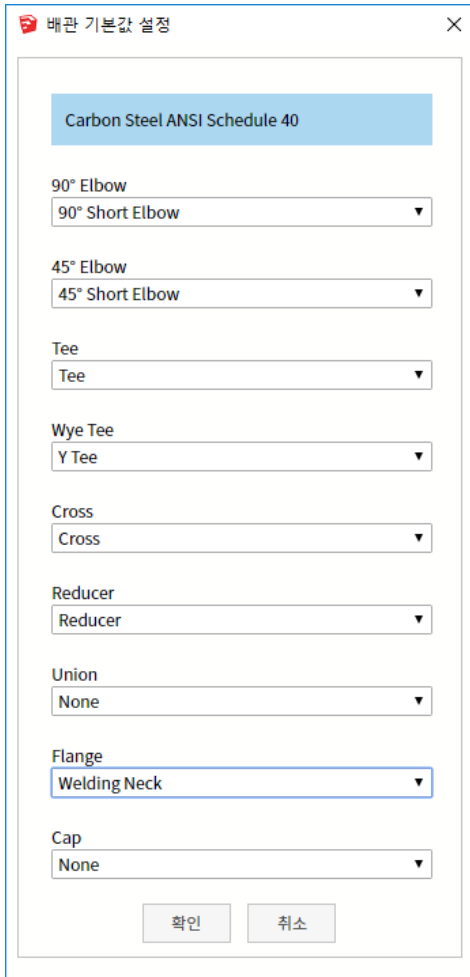 배관 기본값 설정
Carbon Steel ANSI Schedule 40
90° Elbow
90° Short Elbow
45° Elbow
45° Short Elbow
Tee
Tee
Wye Tee
Y Tee
Cross
Cross
Reducer
Reducer
Union
None
Flange
Welding Neck
Cap
None
확인 취소